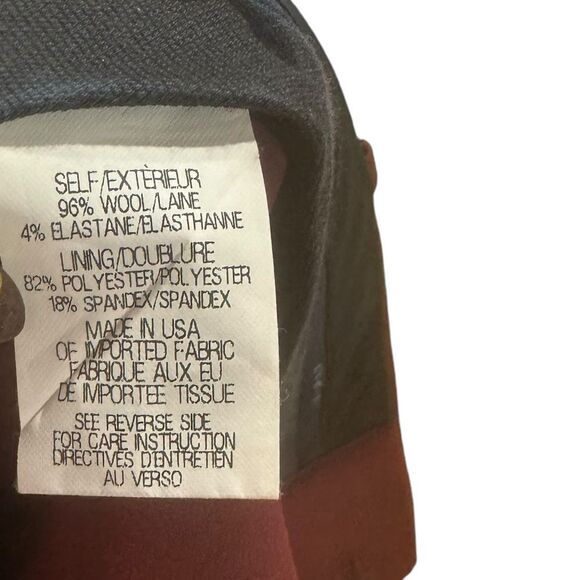 SELF/EXTÈRIEUR
96% WOOL/LAINE
4% ELASTANE/ELASTHANNE
LINING/DOUBLURE
82% POLYESTER/POLYESTER
18% SPANDEX/SPANDEX
MADE IN USA
OF IMPORTED FABRIC
FABRIQUE AUX EU
DE IMPORTEE TISSUE
SEE REVERSE SIDE
FOR CARE INSTRUCTION
DIRECTIVES D'ENTRETIEN
AU VERSO